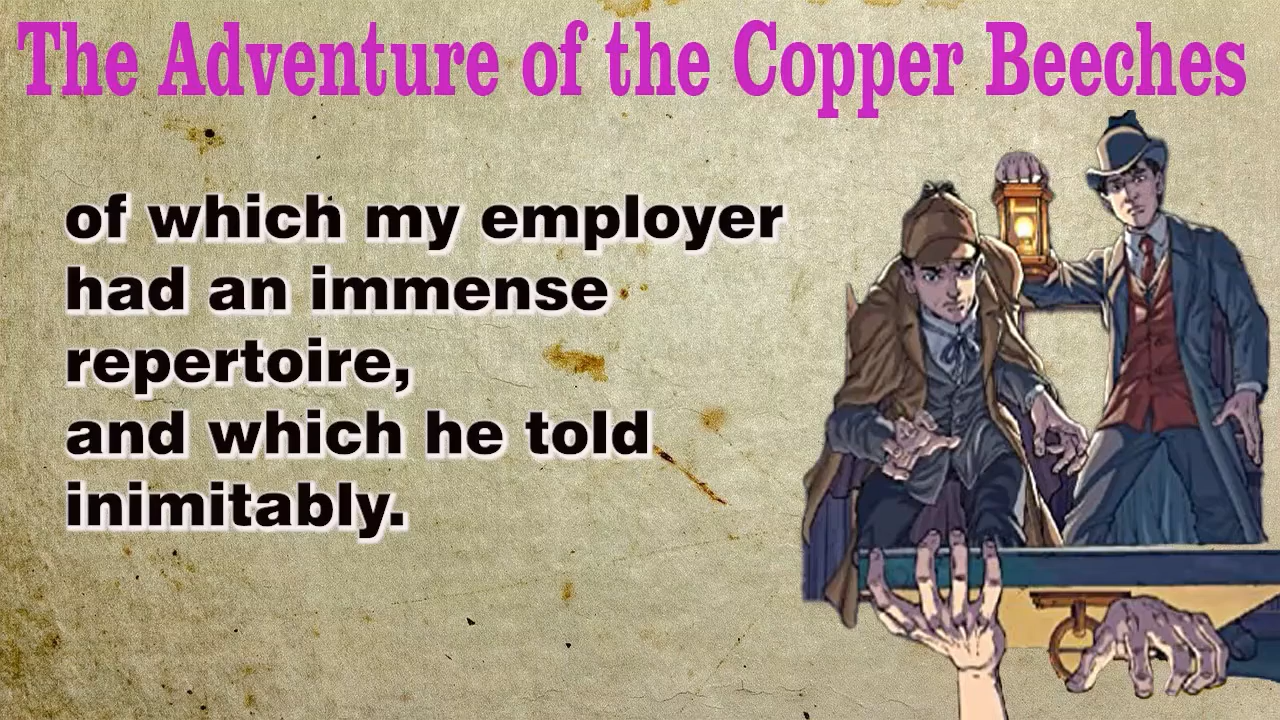 The Adventure of the Copper Beeches
of which my employer
had an immense
repertoire,
and which he told
inimitably.